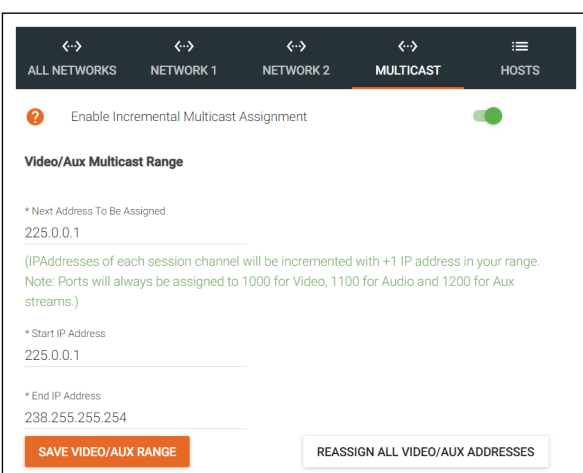 ALL NETWORKS NETWORK 1 NETWORK 2 MULTICAST HOSTS
? Enable Incremental Multicast Assignment
Video/Aux Multicast Range
* Next Address To Be Assigned
225.0.0.1
(IPAddresses of each session channel will be incremented with +1 IP address in your range.
Note: Ports will always be assigned to 1000 for Video, 1100 for Audio and 1200 for Aux
streams.)
* Start IP Address
225.0.0.1
* End IP Address
238.255.255.254
SAVE VIDEO/AUX RANGE REASSIGN ALL VIDEO/AUX ADDRESSES